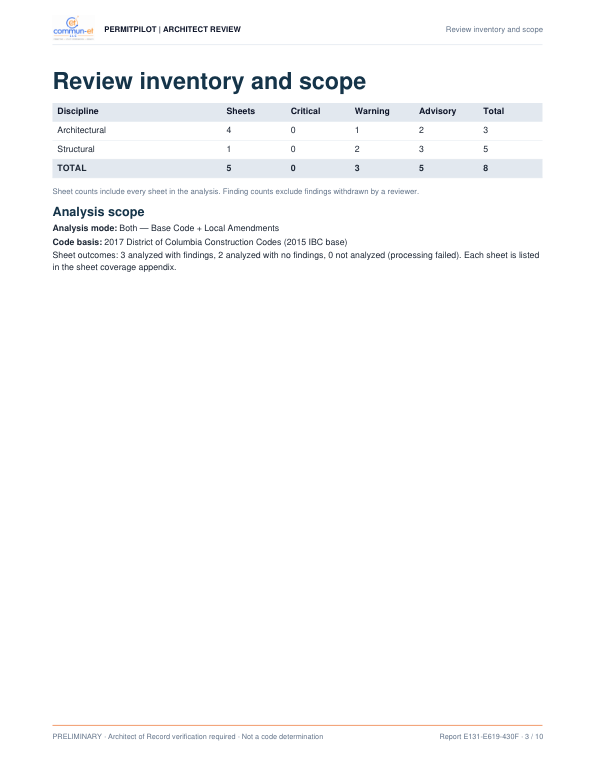 commun-et
LLC
PERMITPILOT | ARCHITECT REVIEW
Review inventory and scope
Review inventory and scope
Discipline Sheets Critical Warning Advisory Total
Architectural 4 0 1 2 3
Structural 1 0 2 3 5
TOTAL 5 0 3 5 8
Sheet counts include every sheet in the analysis. Finding counts exclude findings withdrawn by a reviewer.
Analysis scope
Analysis mode: Both — Base Code + Local Amendments
Code basis: 2017 District of Columbia Construction Codes (2015 IBC base)
Sheet outcomes: 3 analyzed with findings, 2 analyzed with no findings, 0 not analyzed (processing failed). Each sheet is listed
in the sheet coverage appendix.
PRELIMINARY · Architect of Record verification required · Not a code determination
Report E131-E619-430F · 3 / 10